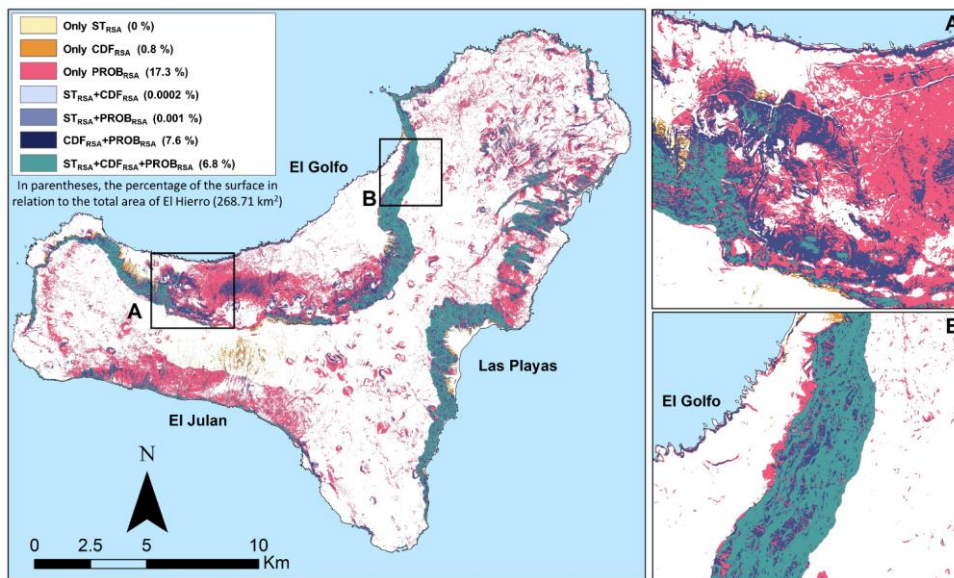 Only ST_RSA (0 %)
Only CDF_RSA (0.8 %)
Only PROB_RSA (17.3 %)
ST_RSA+CDF_RSA (0.0002 %)
ST_RSA+PROB_RSA (0.001 %)
CDF_RSA+PROB_RSA (7.6 %)
ST_RSA+CDF_RSA+PROB_RSA (6.8 %)
In parentheses, the percentage of the surface in
relation to the total area of El Hierro (268.71 km²)
El Golfo
B
A
Las Playas
El Julan
N
0 2.5 5 10
Km
A
B
El Golfo